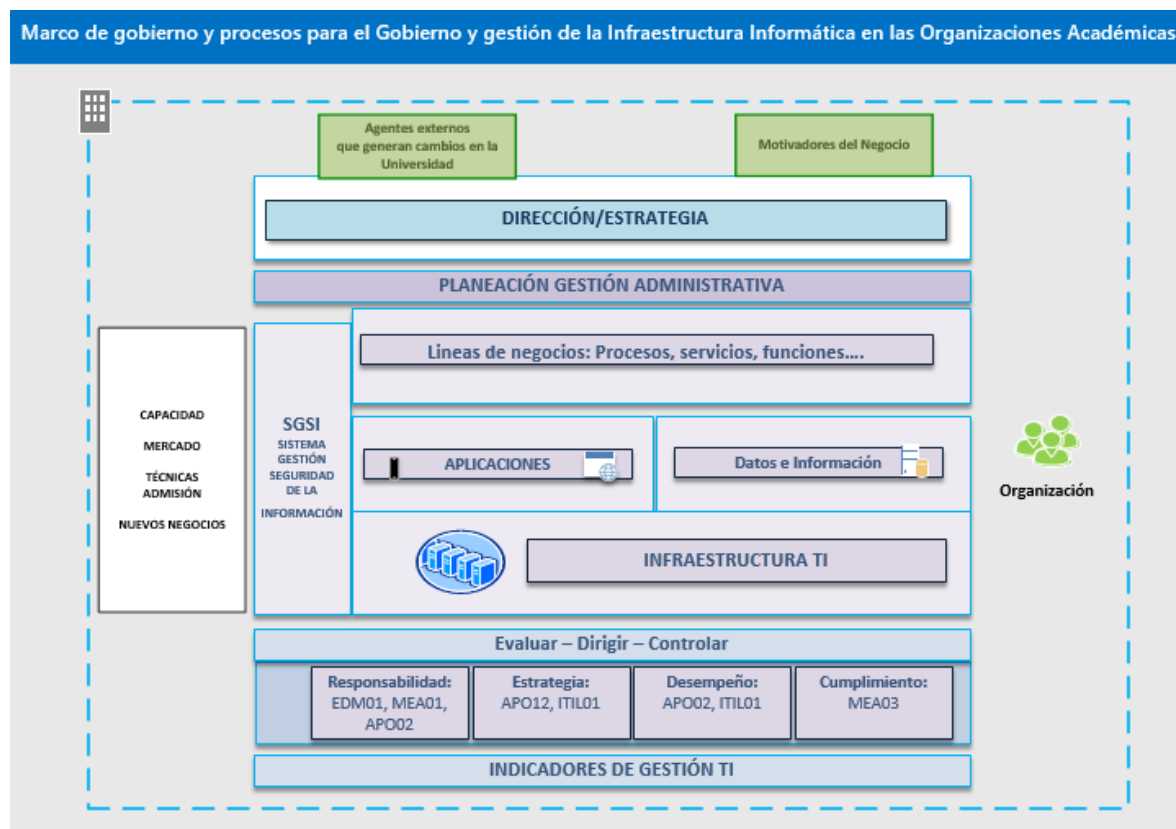 Marco de gobierno y procesos para el Gobierno y gestión de la Infraestructura Informática en las Organizaciones Académicas
Agentes externos
que generan cambios en la
Universidad
Motivadores del Negocio
DIRECCIÓN/ESTRATEGIA
PLANEACIÓN GESTIÓN ADMINISTRATIVA
Lineas de negocios: Procesos, servicios, funciones....
CAPACIDAD
MERCADO
TÉCNICAS
ADMISIÓN
NUEVOS NEGOCIOS
SGSI
SISTEMA
GESTIÓN
SEGURIDAD
DE LA
INFORMACIÓN
APLICACIONES
Datos e Información
INFRAESTRUCTURA TI
Organización
Evaluar – Dirigir – Controlar
Responsabilidad:
EDM01, MEA01,
APO02
Estrategia:
APO12, ITIL01
Desempeño:
APO02, ITIL01
Cumplimiento:
MEA03
INDICADORES DE GESTIÓN TI